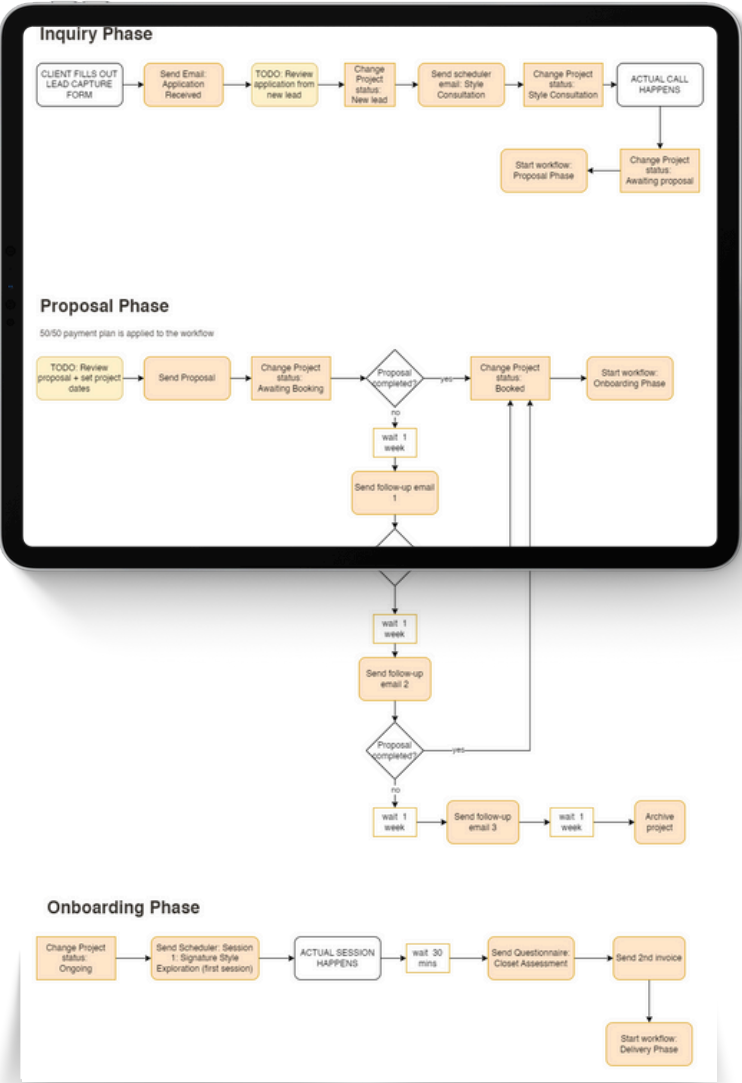 Inquiry Phase
CLIENT FILLS OUT
LEAD CAPTURE
FORM
Send Email:
Application
Received
TODO: Review
application from
new lead
Change
Project
status:
New lead
Send scheduler
email: Style
Consultation
Change Project
status:
Style Consultation
ACTUAL CALL
HAPPENS
Change Project
status:
Awaiting proposal
Start workflow:
Proposal Phase
Proposal Phase
50/50 payment plan is applied to the workflow
TODO: Review
proposal + set project
dates
Send Proposal
Change Project
status:
Awaiting Booking
Proposal
completed?
yes
Change Project
status:
Booked
Start workflow:
Onboarding Phase
no
wait 1
week
Send follow-up email
1
wait 1
week
Send follow-up
email 2
Proposal
completed?
yes
no
wait 1
week
Send follow-up
email 3
wait 1
week
Archive
project
Onboarding Phase
Change Project
status:
Ongoing
Send Scheduler: Session
1: Signature Style
Exploration (first session)
ACTUAL SESSION
HAPPENS
wait 30
mins
Send Questionnaire:
Closet Assessment
Send 2nd invoice
Start workflow:
Delivery Phase